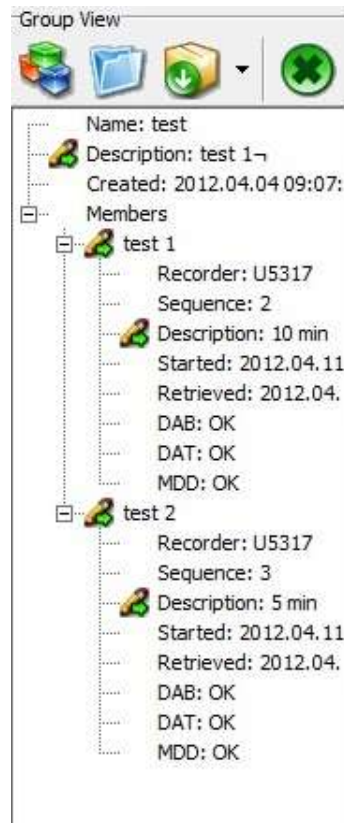 Group View
Name: test
Description: test 1¬
Created: 2012.04.04 09:07:
Members
test 1
Recorder: U5317
Sequence: 2
Description: 10 min
Started: 2012.04.11
Retrieved: 2012.04.
DAB: OK
DAT: OK
MDD: OK
test 2
Recorder: U5317
Sequence: 3
Description: 5 min
Started: 2012.04.11
Retrieved: 2012.04.
DAB: OK
DAT: OK
MDD: OK